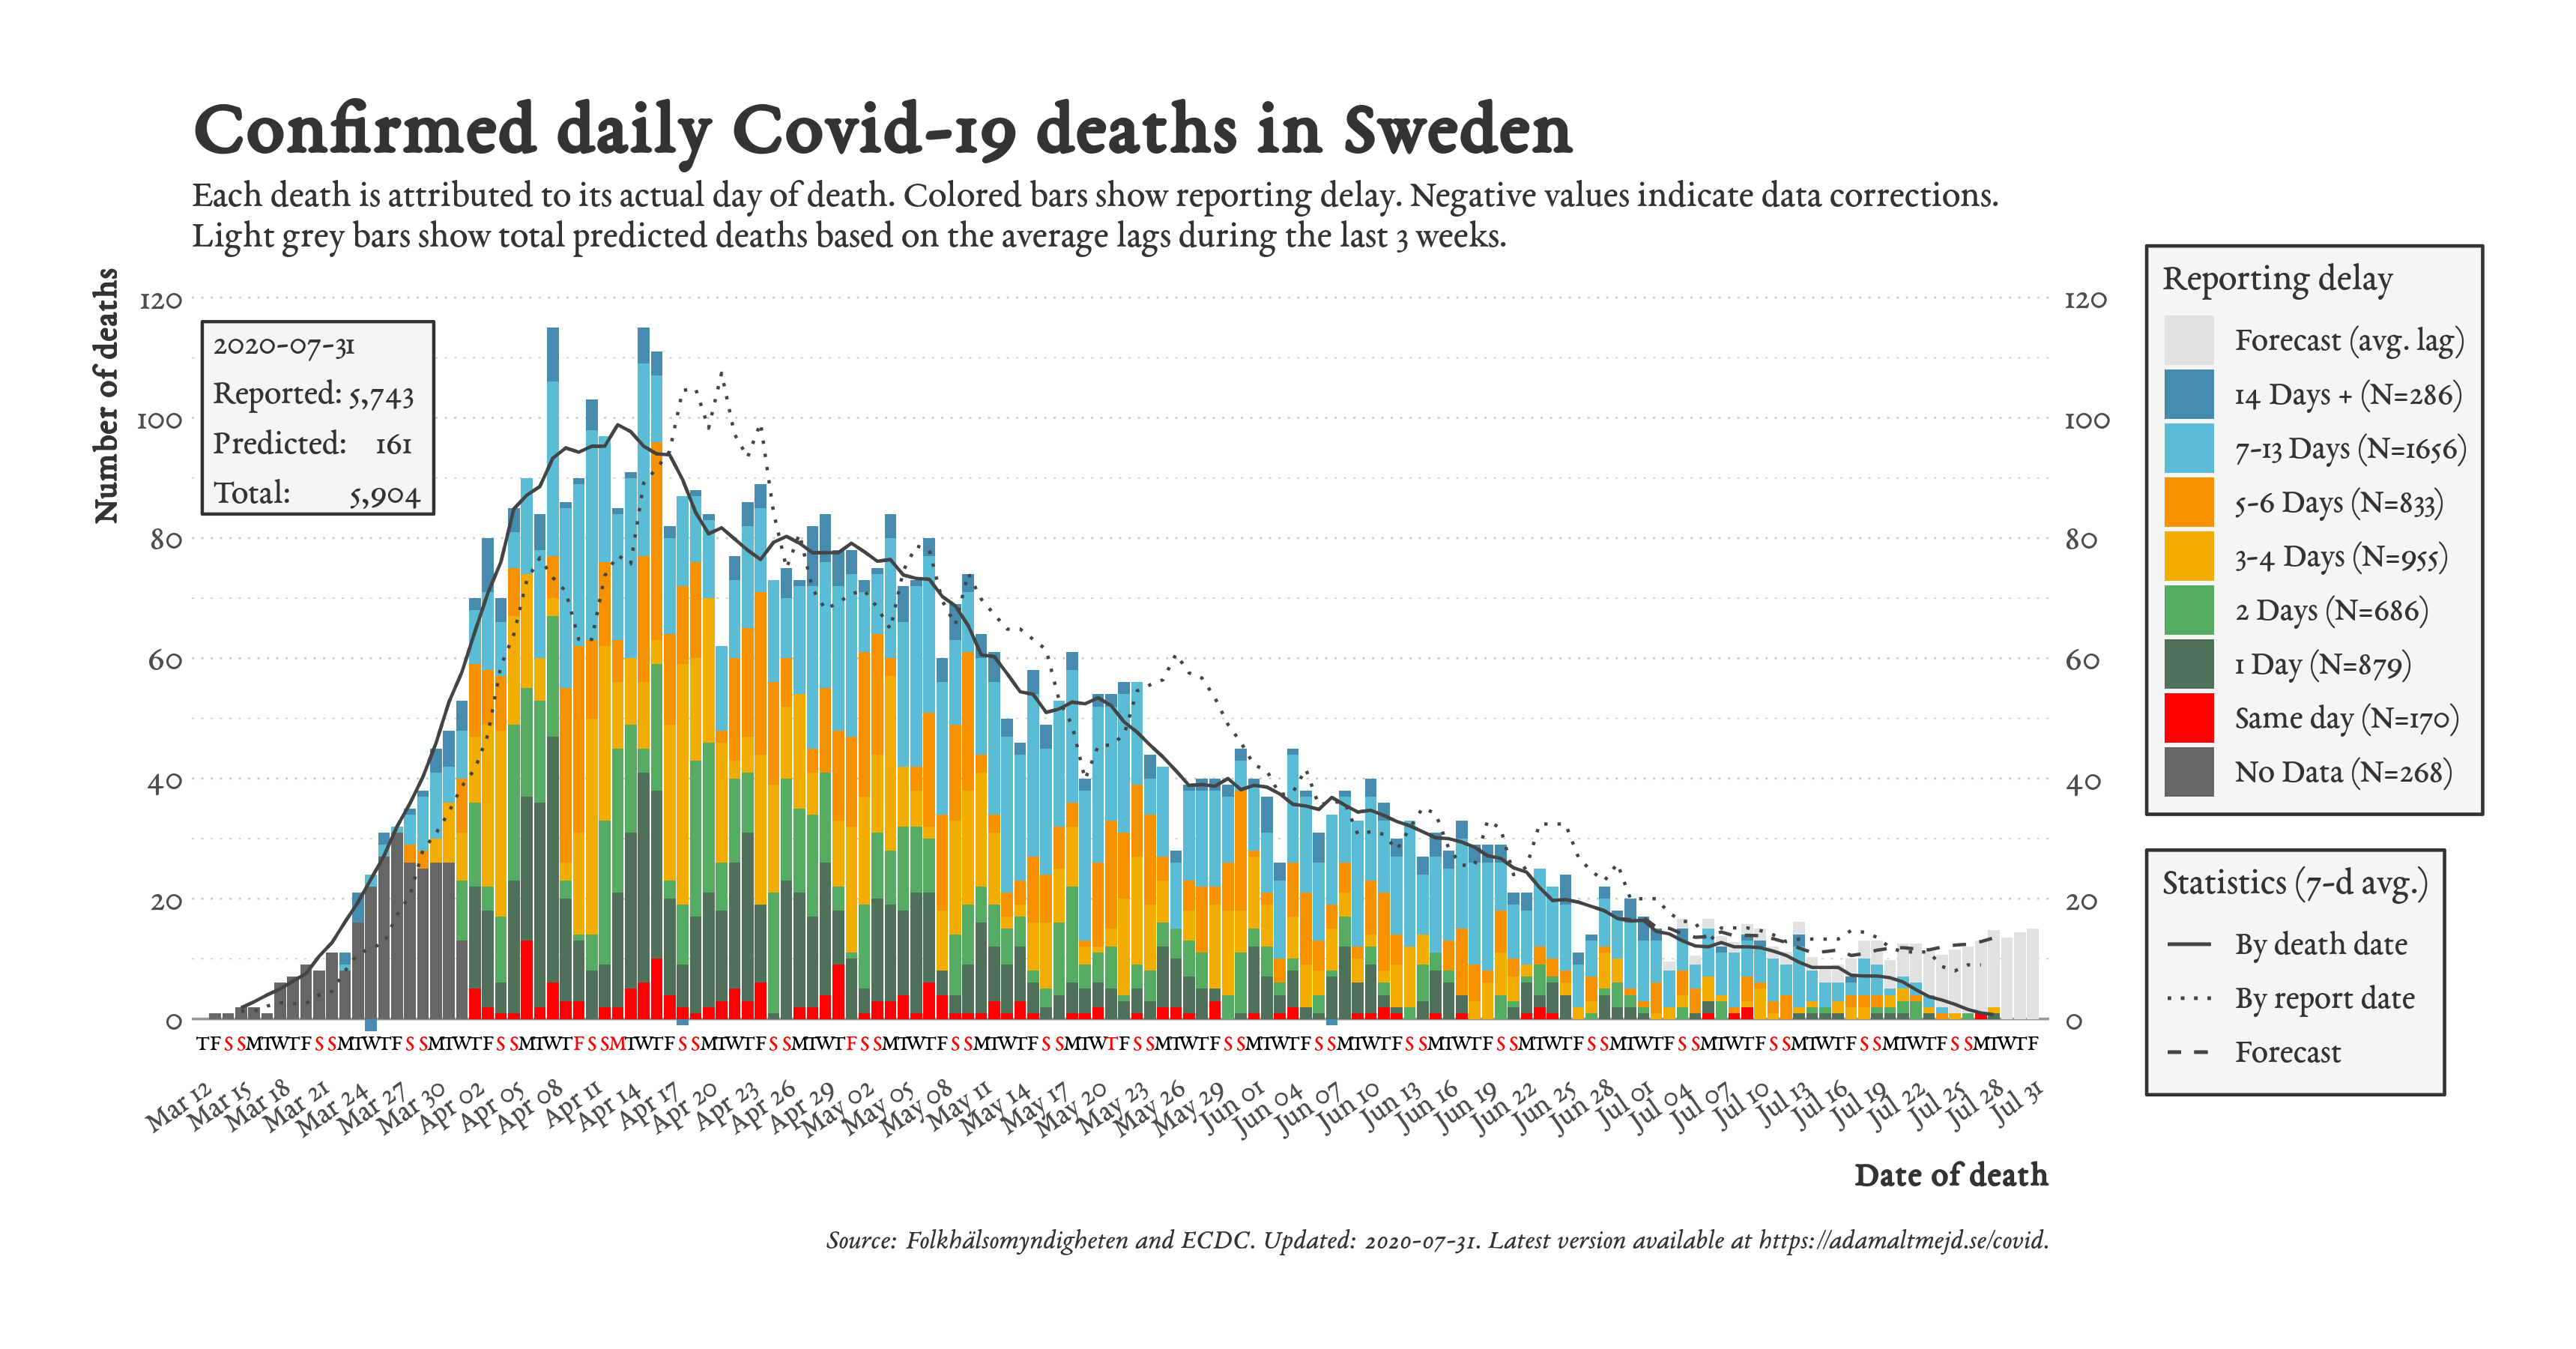 Confirmed daily Covid-19 deaths in Sweden
Each death is attributed to its actual day of death. Colored bars show reporting delay. Negative values indicate data corrections.
Light grey bars show total predicted deaths based on the average lags during the last 3 weeks.
Number of deaths
120
100
80
60
40
20
0
2020-07-31
Reported: 5,743
Predicted: 161
Total: 5,904
120
100
80
60
40
20
0
TFSSMTWTFSSMTWTFSSMTWTFSSMTWTFSSMTWTFSSMTWTFSSMTWTFSSMTWTFSSMTWTFSSMTWTFSSMTWTFSSMTWTFSSMTWTFSSMTWTFSSMTWTFSSMTWTFSSMTWTFSSMTWTFSSMTWTFSSMTWTF
Mar 12
Mar 15
Mar 18
Mar 21
Mar 24
Mar 27
Mar 30
Apr 02
Apr 05
Apr 08
Apr 11
Apr 14
Apr 17
Apr 20
Apr 23
Apr 26
Apr 29
May 02
May 05
May 08
May 11
May 14
May 17
May 20
May 23
May 26
May 29
Jun 01
Jun 04
Jun 07
Jun 10
Jun 13
Jun 16
Jun 19
Jun 22
Jun 25
Jun 28
Jul 01
Jul 04
Jul 07
Jul 10
Jul 13
Jul 16
Jul 19
Jul 22
Jul 25
Jul 28
Jul 31
Date of death
Reporting delay
Forecast (avg. lag)
14 Days + (N=286)
7-13 Days (N=1656)
5-6 Days (N=833)
3-4 Days (N=955)
2 Days (N=686)
1 Day (N=879)
Same day (N=170)
No Data (N=268)
Statistics (7-d avg.)
By death date
By report date
Forecast
Source: Folkhälsomyndigheten and ECDC. Updated: 2020-07-31. Latest version available at https://adamaltmejd.se/covid.